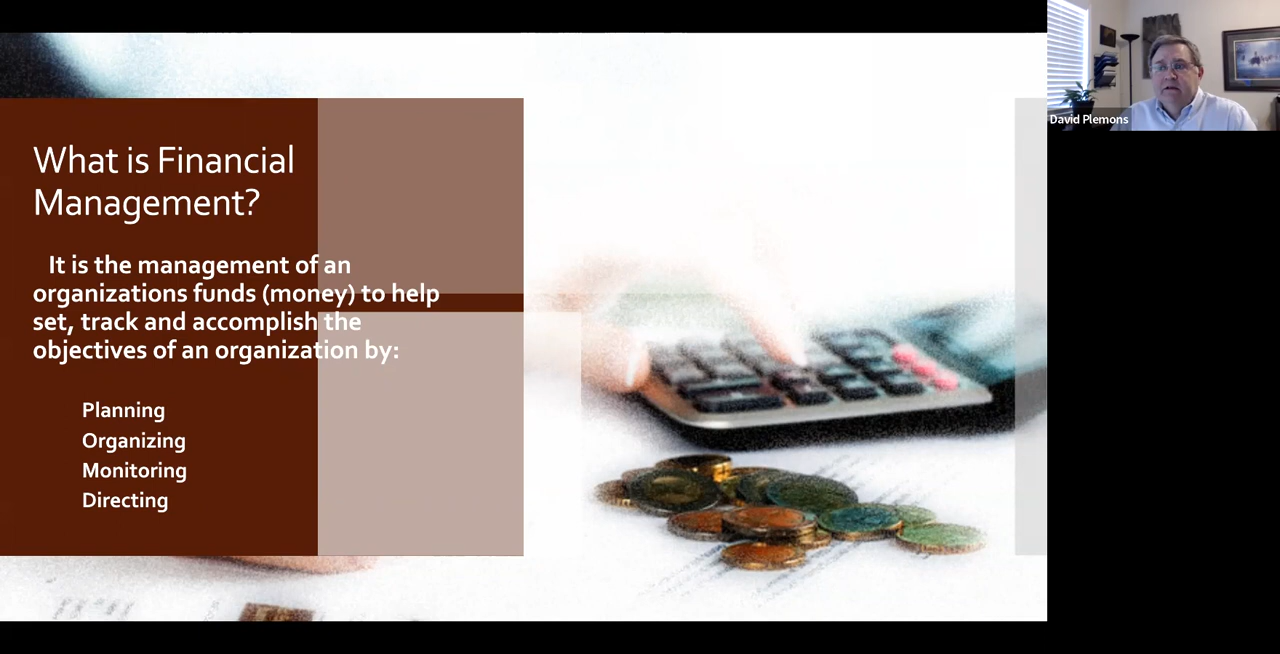 What is Financial
Management?
It is the management of an
organizations funds (money) to help
set, track and accomplish the
objectives of an organization by:
Planning
Organizing
Monitoring
Directing
David Plemons